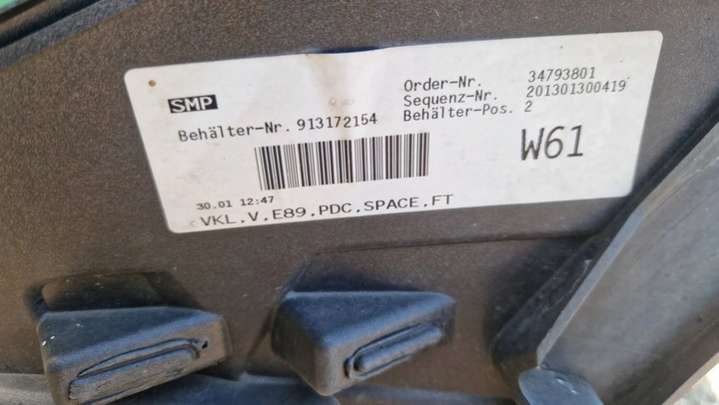 SMP
Order-Nr. 34793801
Sequenz-Nr. 201301300419
Behälter-Nr. 913172154 Behälter-Pos. 2
W61
30.01 12:47
VKL.V.E89.PDC.SPACE.FT